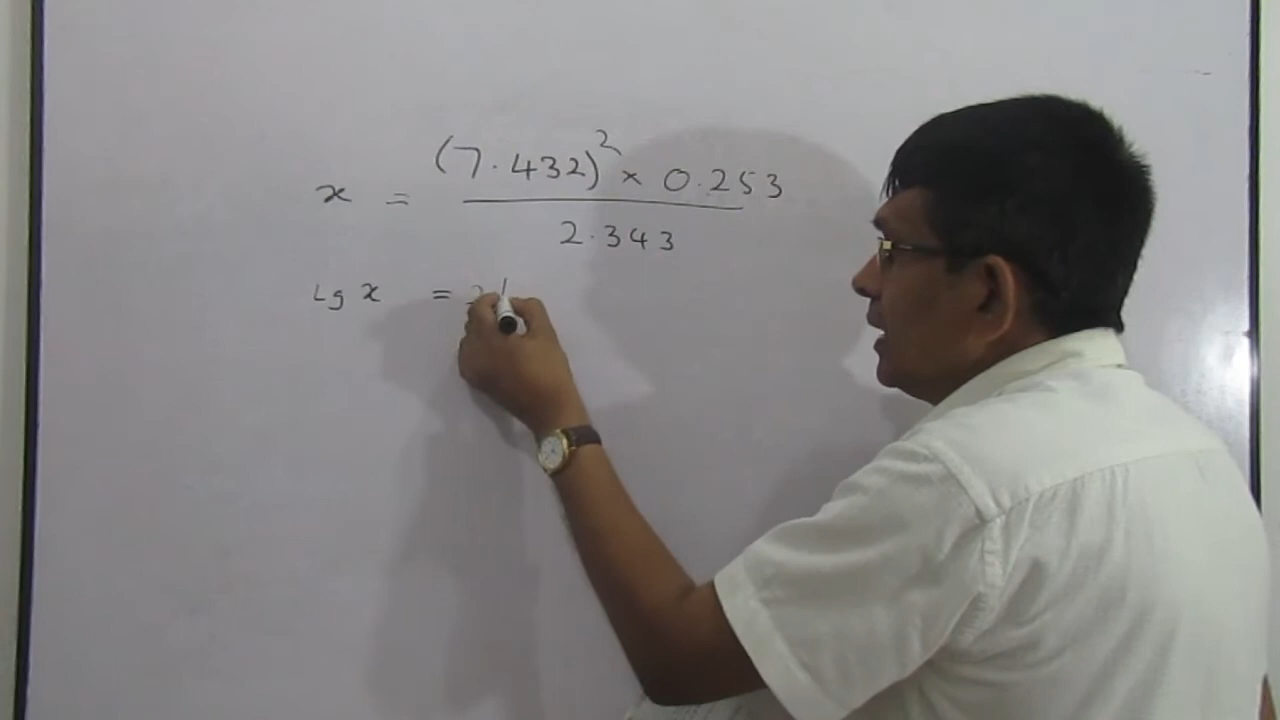 x = (7.432)² × 0.253
2.343
Lg x = 2